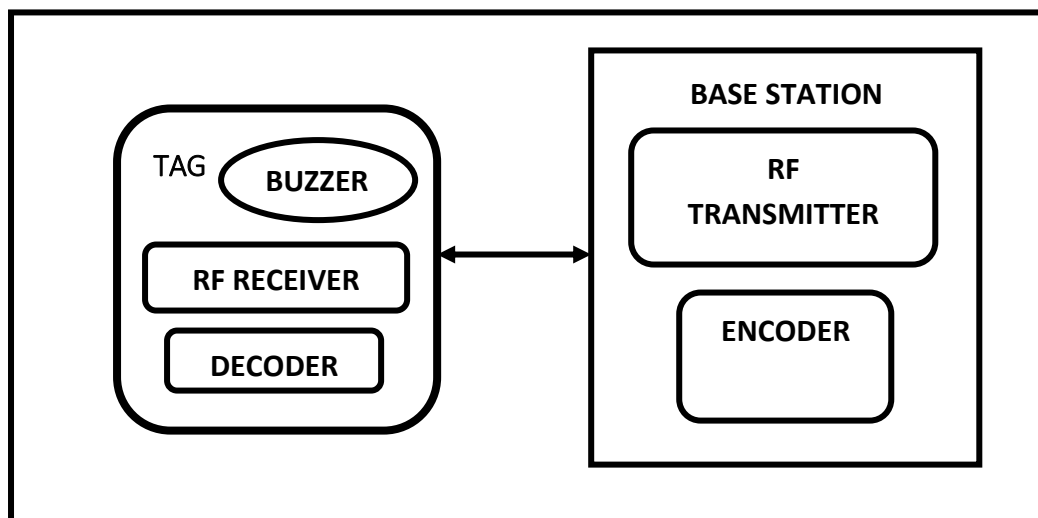 TAG
BUZZER
RF RECEIVER
DECODER
BASE STATION
RF
TRANSMITTER
ENCODER